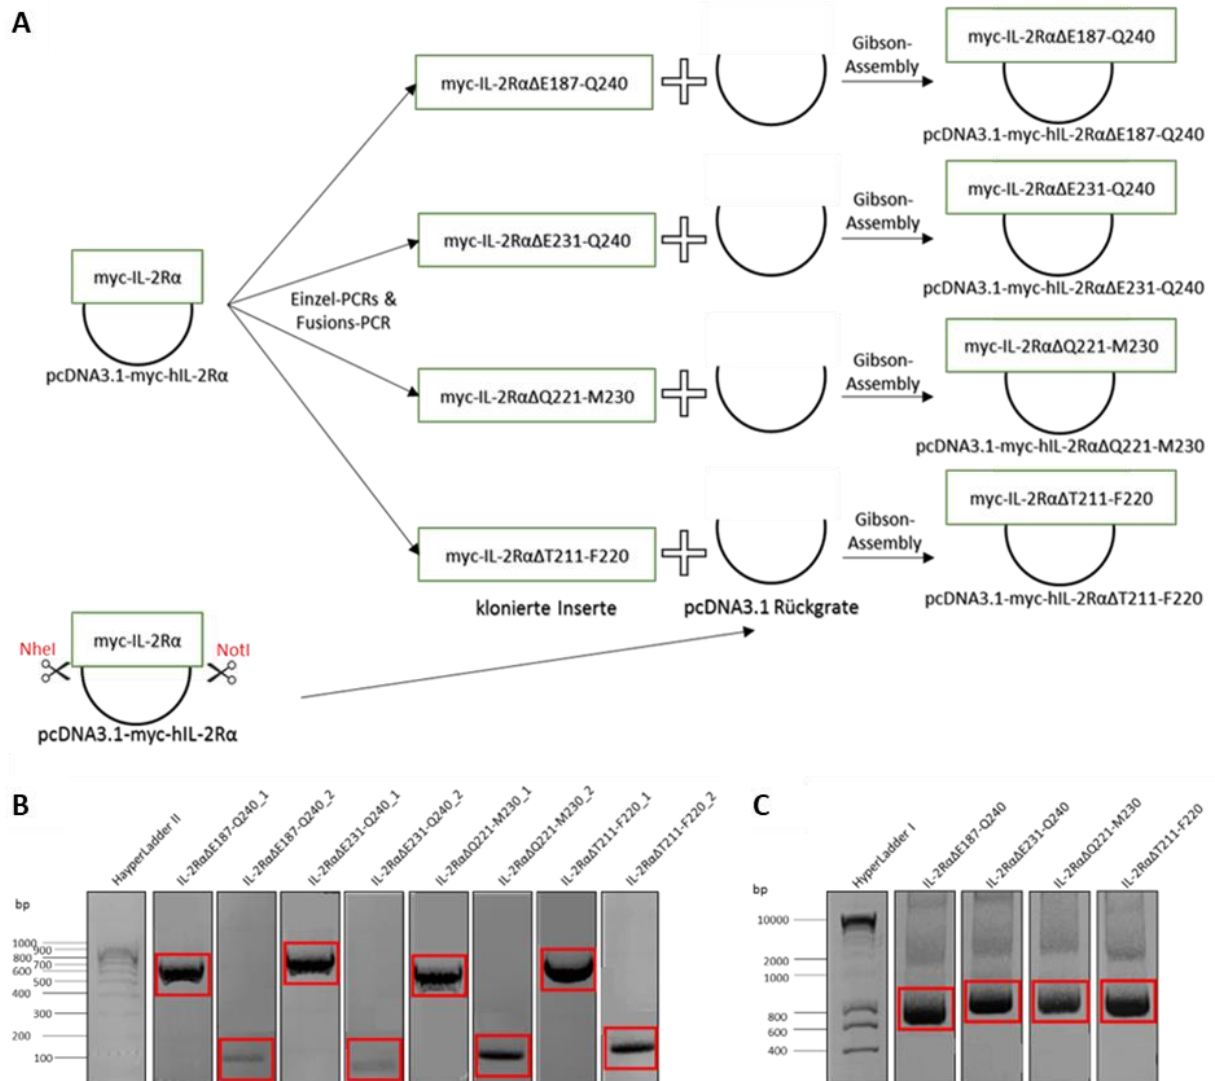 A
myc-IL-2RαΔE187-Q240
Gibson-
Assembly
myc-IL-2RαΔE187-Q240
pcDNA3.1-myc-hIL-2RαΔE187-Q240
myc-IL-2RαΔE231-Q240
Gibson-
Assembly
myc-IL-2RαΔE231-Q240
pcDNA3.1-myc-hIL-2RαΔE231-Q240
myc-IL-2Rα
pcDNA3.1-myc-hIL-2Rα
Einzel-PCRs &
Fusions-PCR
myc-IL-2RαΔQ221-M230
Gibson-
Assembly
myc-IL-2RαΔQ221-M230
pcDNA3.1-myc-hIL-2RαΔQ221-M230
myc-IL-2RαΔT211-F220
Gibson-
Assembly
myc-IL-2RαΔT211-F220
pcDNA3.1-myc-hIL-2RαΔT211-F220
klonierte Inserte
pcDNA3.1 Rückgrate
myc-IL-2Rα
NheI
NotI
pcDNA3.1-myc-hIL-2Rα
B
HayperLadder II
IL-2RαΔE187-Q240_1
IL-2RαΔE187-Q240_2
IL-2RαΔE231-Q240_1
IL-2RαΔE231-Q240_2
IL-2RαΔQ221-M230_1
IL-2RαΔQ221-M230_2
IL-2RαΔT211-F220_1
IL-2RαΔT211-F220_2
bp
1000
900
800
700
600
500
400
300
200
100
C
HyperLadder I
IL-2RαΔE187-Q240
IL-2RαΔE231-Q240
IL-2RαΔQ221-M230
IL-2RαΔT211-F220
bp
10000
2000
1000
800
600
400